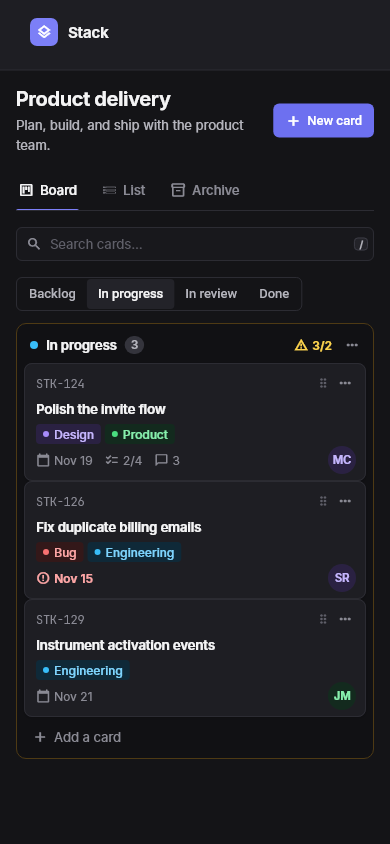 Stack
Product delivery
Plan, build, and ship with the product
team.
New card
Board
List
Archive
Search cards...
/
Backlog
In progress
In review
Done
In progress
3
3/2
STK-124
Polish the invite flow
Design
Product
Nov 19
2/4
3
MC
STK-126
Fix duplicate billing emails
Bug
Engineering
Nov 15
SR
STK-129
Instrument activation events
Engineering
Nov 21
JM
Add a card